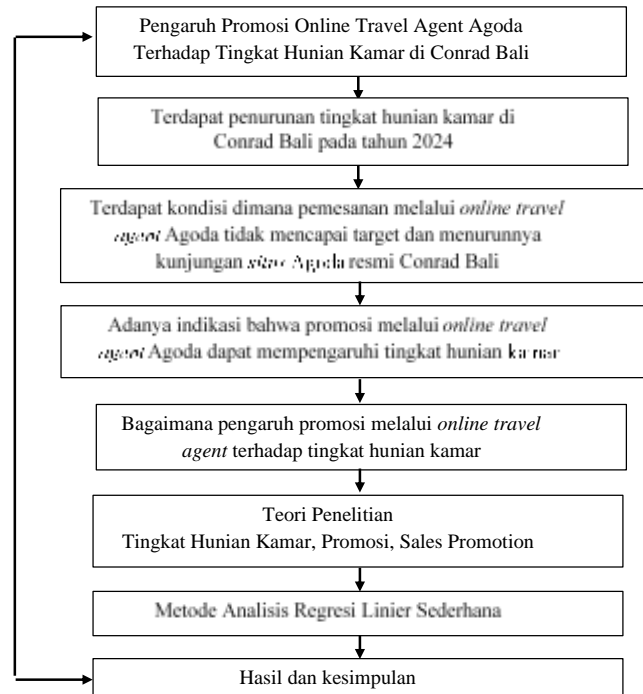 Pengaruh Promosi Online Travel Agent Agoda
Terhadap Tingkat Hunian Kamar di Conrad Bali
Terdapat penurunan tingkat hunian kamar di
Conrad Bali pada tahun 2024
Terdapat kondisi dimana pemesanan melalui online travel
agent Agoda tidak mencapai target dan menurunnya
kunjungan situs Agoda resmi Conrad Bali
Adanya indikasi bahwa promosi melalui online travel
agent Agoda dapat mempengaruhi tingkat hunian kamar
Bagaimana pengaruh promosi melalui online travel
agent terhadap tingkat hunian kamar
Teori Penelitian
Tingkat Hunian Kamar, Promosi, Sales Promotion
Metode Analisis Regresi Linier Sederhana
Hasil dan kesimpulan